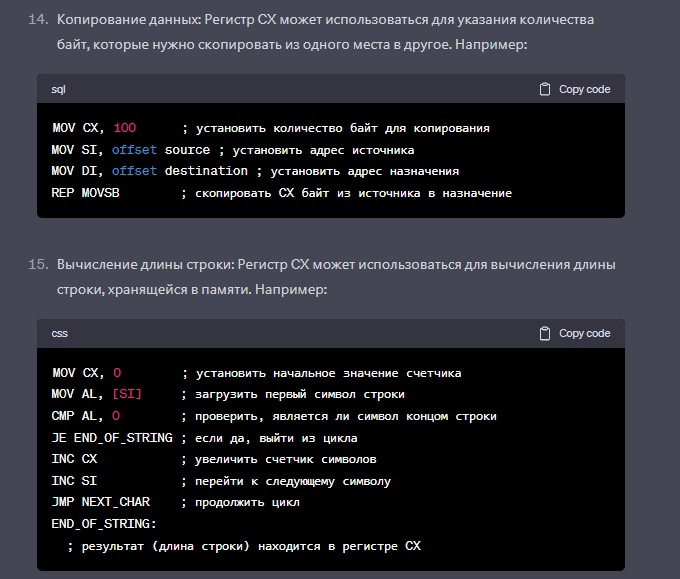 14. Копирование данных: Регистр CX может использоваться для указания количества
байт, которые нужно скопировать из одного места в другое. Например:
sql Copy code
MOV CX, 100 ; установить количество байт для копирования
MOV SI, offset source ; установить адрес источника
MOV DI, offset destination ; установить адрес назначения
REP MOVSB ; скопировать CX байт из источника в назначение
15. Вычисление длины строки: Регистр CX может использоваться для вычисления длины
строки, хранящейся в памяти. Например:
css Copy code
MOV CX, 0 ; установить начальное значение счетчика
MOV AL, [SI] ; загрузить первый символ строки
CMP AL, 0 ; проверить, является ли символ концом строки
JE END_OF_STRING ; если да, выйти из цикла
INC CX ; увеличить счетчик символов
INC SI ; перейти к следующему символу
JMP NEXT_CHAR ; продолжить цикл
END_OF_STRING:
; результат (длина строки) находится в регистре CX